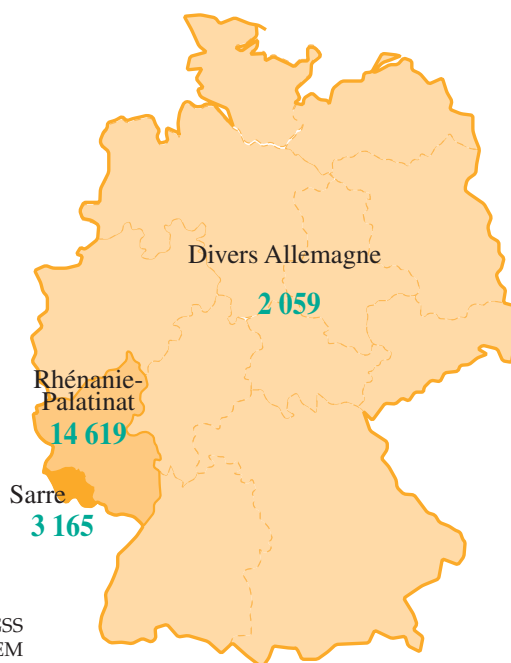 Divers Allemagne
2 059
Rhénanie-
Palatinat
14 619
Sarre
3 165